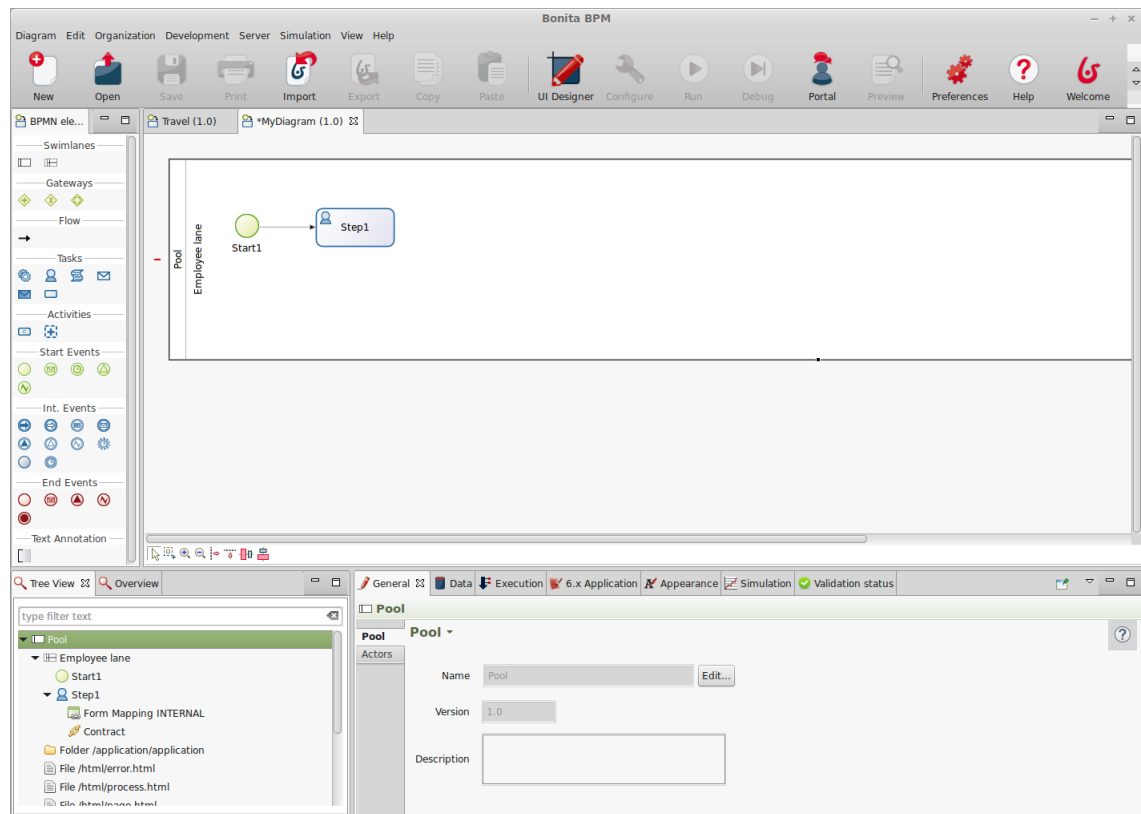 Bonita BPM
Diagram Edit Organization Development Server Simulation View Help
New Open Save Print Import Export Copy Paste UI Designer Configure Run Debug Portal Preview Preferences Help Welcome
BPMN ele...
Travel (1.0) *MyDiagram (1.0)
Swimlanes
Gateways
Flow
Tasks
Activities
Start Events
Int. Events
End Events
Text Annotation
Pool
Employee lane
Start1
Step1
Tree View Overview
type filter text
Pool
Employee lane
Start1
Step1
Form Mapping INTERNAL
Contract
Folder /application/application
File /html/error.html
File /html/process.html
File /html/page.html
General Data Execution 6.x Application Appearance Simulation Validation status
Pool
Pool
Actors
Pool
Name Pool Edit...
Version 1.0
Description